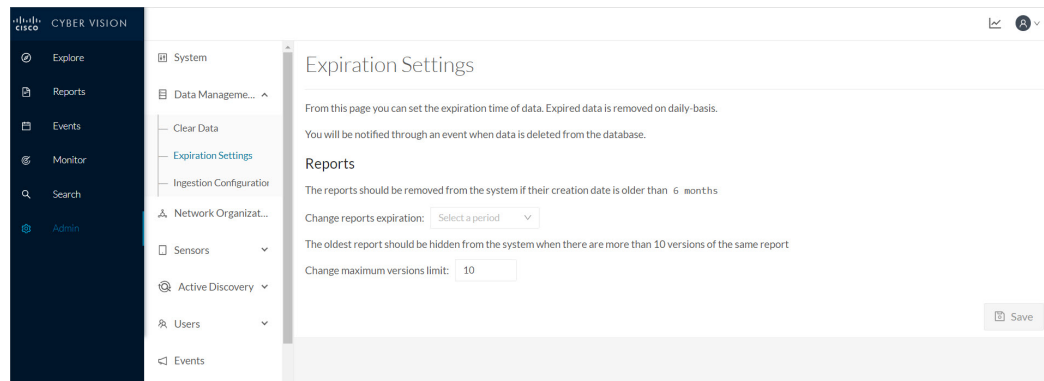 cisco CYBER VISION
Explore
Reports
Events
Monitor
Search
Admin
System
Data Manageme...
Clear Data
Expiration Settings
Ingestion Configuration
Network Organizat...
Sensors
Active Discovery
Users
Events
Expiration Settings
From this page you can set the expiration time of data. Expired data is removed on daily-basis.
You will be notified through an event when data is deleted from the database.
Reports
The reports should be removed from the system if their creation date is older than 6 months
Change reports expiration: Select a period
The oldest report should be hidden from the system when there are more than 10 versions of the same report
Change maximum versions limit: 10
Save